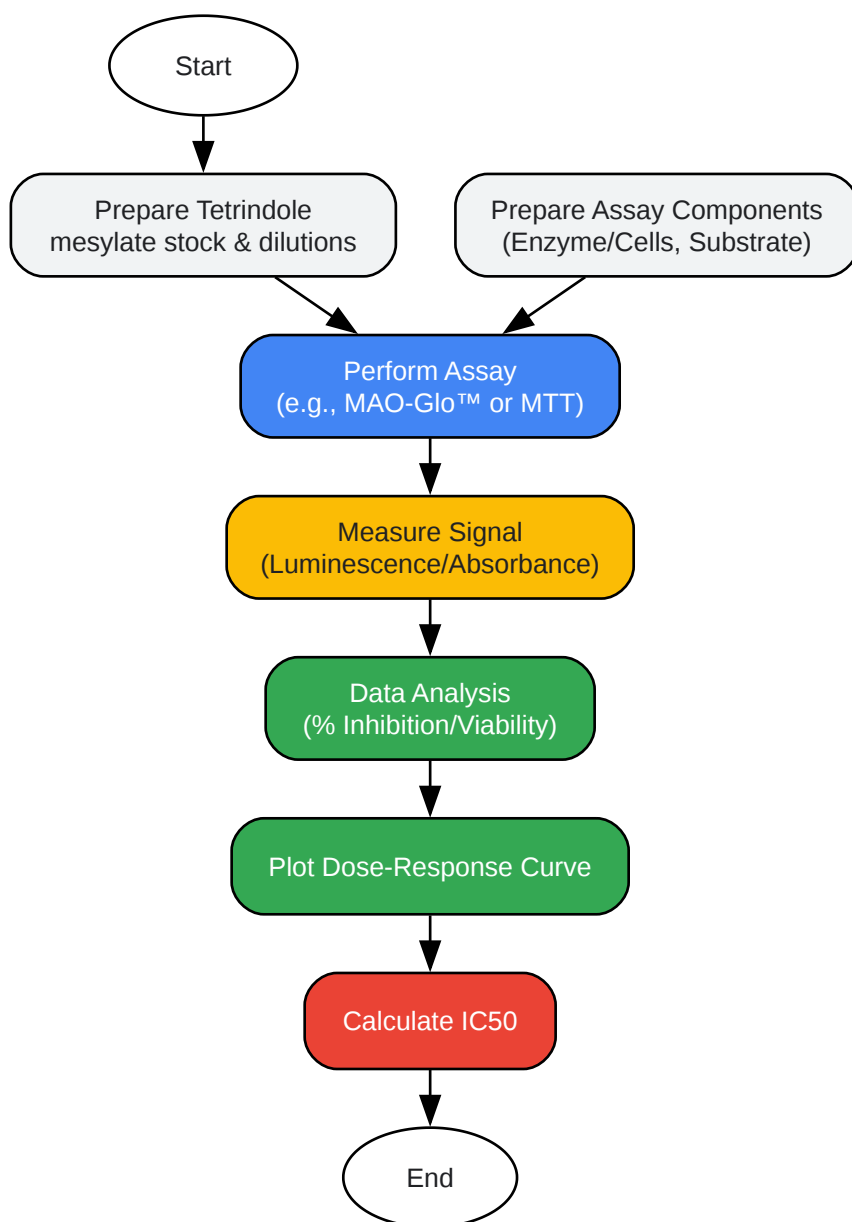 Start
Prepare Tetrindole
mesylate stock & dilutions
Prepare Assay Components
(Enzyme/Cells, Substrate)
Perform Assay
(e.g., MAO-Glo™ or MTT)
Measure Signal
(Luminescence/Absorbance)
Data Analysis
(% Inhibition/Viability)
Plot Dose-Response Curve
Calculate IC50
End